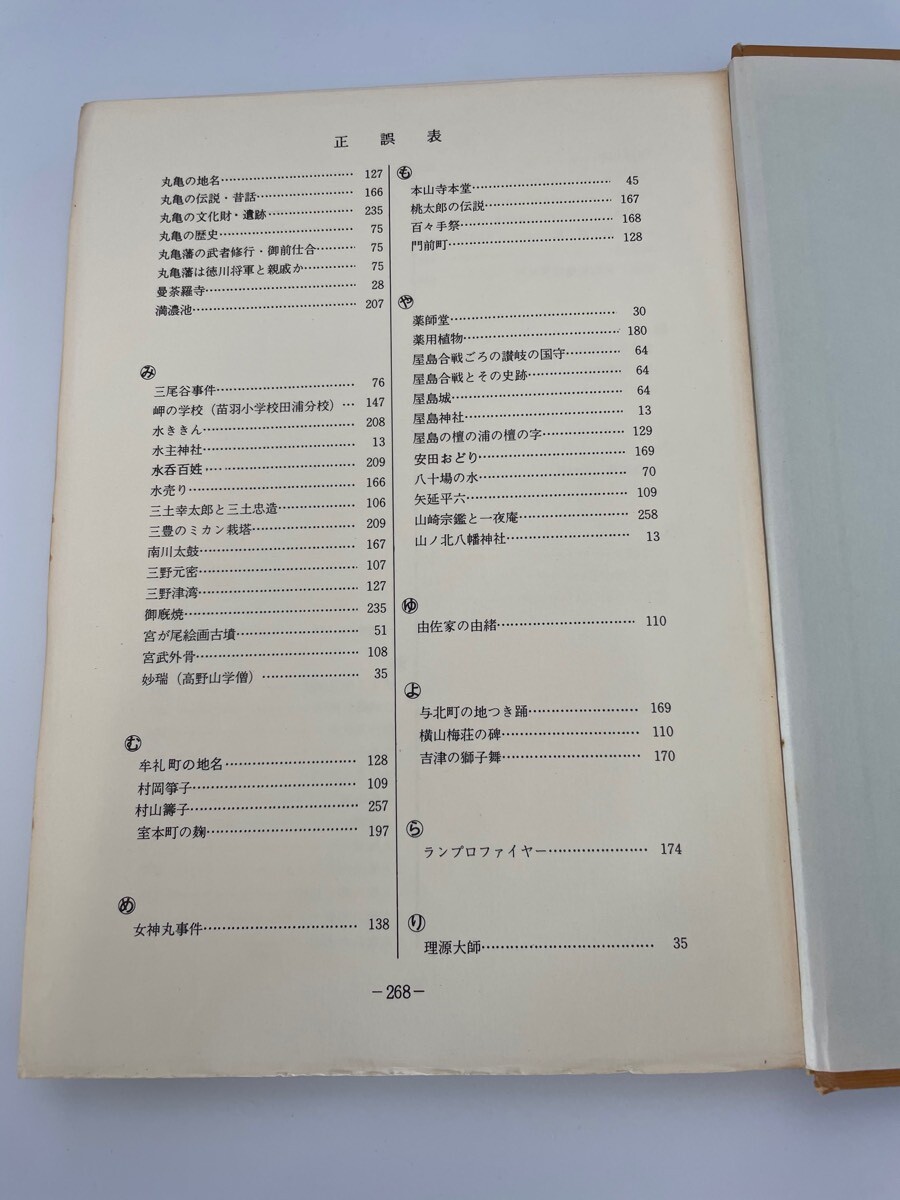 正誤表
丸亀の地名…………………………127
丸亀の伝説・昔話…………………166
丸亀の文化財・遺跡………………235
丸亀の歴史…………………………75
丸亀藩の武者修行・御前仕合……75
丸亀藩は徳川将軍と親戚か………75
曼荼羅寺……………………………28
満濃池………………………………207
み
三尾谷事件…………………………76
岬の学校（苗羽小学校田浦分校）…147
水ききん……………………………208
水主神社……………………………13
水呑百姓……………………………209
水売り………………………………166
三土幸太郎と三土忠造……………106
三豊のミカン栽塔…………………209
南川太鼓……………………………167
三野元密……………………………107
三野津湾……………………………127
御厩焼………………………………235
宮が尾絵画古墳……………………51
宮武外骨……………………………108
妙瑞（高野山学僧）………………35
む
牟礼町の地名………………………128
村岡箏子……………………………109
村山籌子……………………………257
室本町の麹…………………………197
め
女神丸事件…………………………138
も
本山寺本堂…………………………45
桃太郎の伝説………………………167
百々手祭……………………………168
門前町………………………………128
や
薬師堂………………………………30
薬用植物……………………………180
屋島合戦ごろの讃岐の国守………64
屋島合戦とその史跡………………64
屋島城………………………………64
屋島神社……………………………13
屋島の檀の浦の檀の字……………129
安田おどり…………………………169
八十場の水…………………………70
矢延平六……………………………109
山崎宗鑑と一夜庵…………………258
山ノ北八幡神社……………………13
ゆ
由佐家の由緒………………………110
よ
与北町の地つき踊…………………169
横山梅荘の碑………………………110
吉津の獅子舞………………………170
ら
ランプロファイヤー………………174
り
理源大師……………………………35
－268－